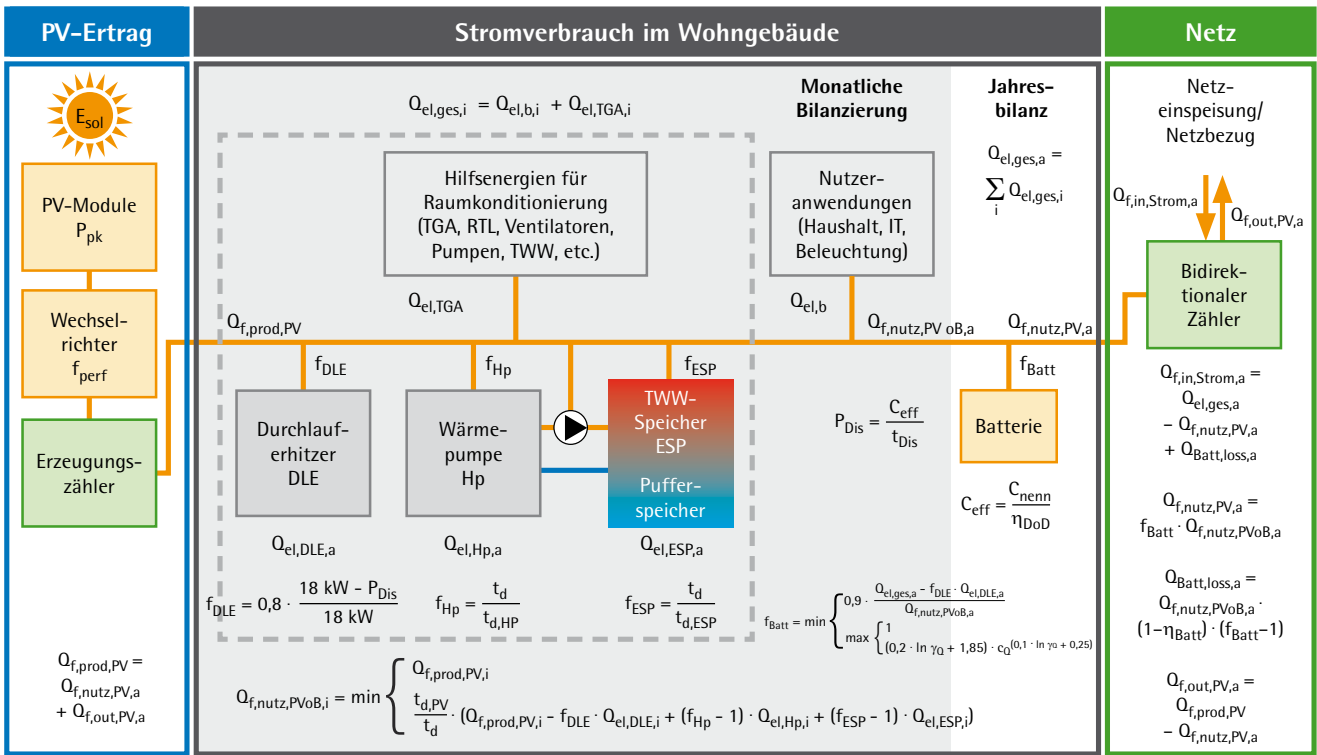 PV-Ertrag
Stromverbrauch im Wohngebäude
Netz
E_sol
PV-Module
P_pk
Wechsel-
richter
f_perf
Erzeugungs-
zähler
Q_f,prod,PV =
Q_f,nutz,PV,a
+ Q_f,out,PV,a
Q_el,ges,i = Q_el,b,i + Q_el,TGA,i
Monatliche
Bilanzierung
Jahres-
bilanz
Hilfsenergien für
Raumkonditionierung
(TGA, RTL, Ventilatoren,
Pumpen, TWW, etc.)
Nutzer-
anwendungen
(Haushalt, IT,
Beleuchtung)
Q_el,ges,a =
∑_i Q_el,ges,i
Q_el,TGA
Q_el,b
Q_f,prod,PV
Q_f,nutz,PV oB,a
Q_f,nutz,PV,a
f_DLE
f_Hp
f_ESP
f_Batt
Durchlauf-
erhitzer
DLE
Wärme-
pumpe
Hp
TWW-
Speicher
ESP
Puffer-
speicher
P_Dis = C_eff / t_Dis
Batterie
C_eff = C_nenn / η_DoD
Q_el,DLE,a
Q_el,Hp,a
Q_el,ESP,a
f_DLE = 0,8 · (18 kW - P_Dis) / 18 kW
f_Hp = t_d / t_d,HP
f_ESP = t_d / t_d,ESP
f_Batt = min { 0,9 · (Q_el,ges,a – f_DLE · Q_el,DLE,a) / Q_f,nutz,PVoB,a
max { 1
(0,2 · ln γ_Q + 1,85) · c_Q^(0,1 · ln γ_Q + 0,25)
Q_f,nutz,PVoB,i = min { Q_f,prod,PV,i
t_d,PV / t_d · (Q_f,prod,PV,i - f_DLE · Q_el,DLE,i + (f_Hp - 1) · Q_el,Hp,i + (f_ESP - 1) · Q_el,ESP,i)
Netz-
einspeisung/
Netzbezug
Q_f,in,Strom,a
Q_f,out,PV,a
Bidirek-
tionaler
Zähler
Q_f,in,Strom,a =
Q_el,ges,a
- Q_f,nutz,PV,a
+ Q_Batt,loss,a
Q_f,nutz,PV,a =
f_Batt · Q_f,nutz,PVoB,a
Q_Batt,loss,a =
Q_f,nutz,PVoB,a ·
(1-η_Batt) · (f_Batt-1)
Q_f,out,PV,a =
Q_f,prod,PV
- Q_f,nutz,PV,a